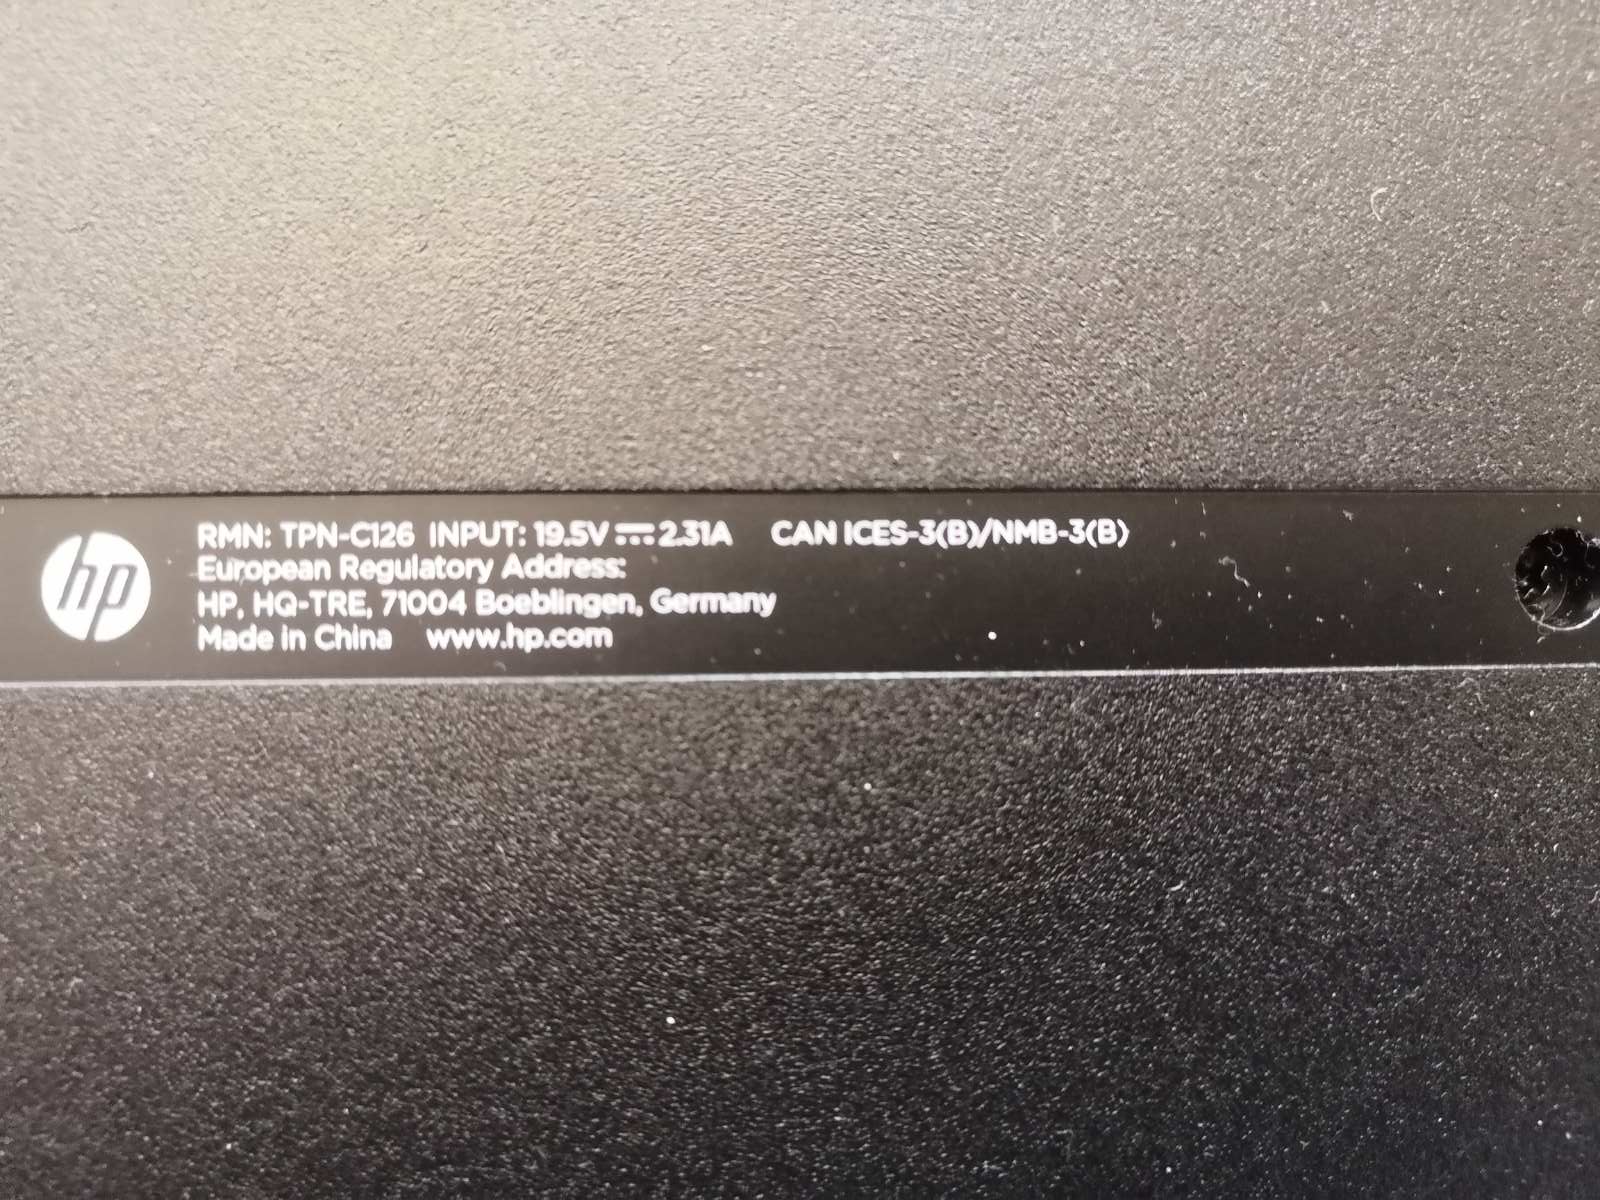 hp
RMN: TPN-C126 INPUT: 19.5V⎓2.31A CAN ICES-3(B)/NMB-3(B)
European Regulatory Address:
HP, HQ-TRE, 71004 Boeblingen, Germany
Made in China www.hp.com